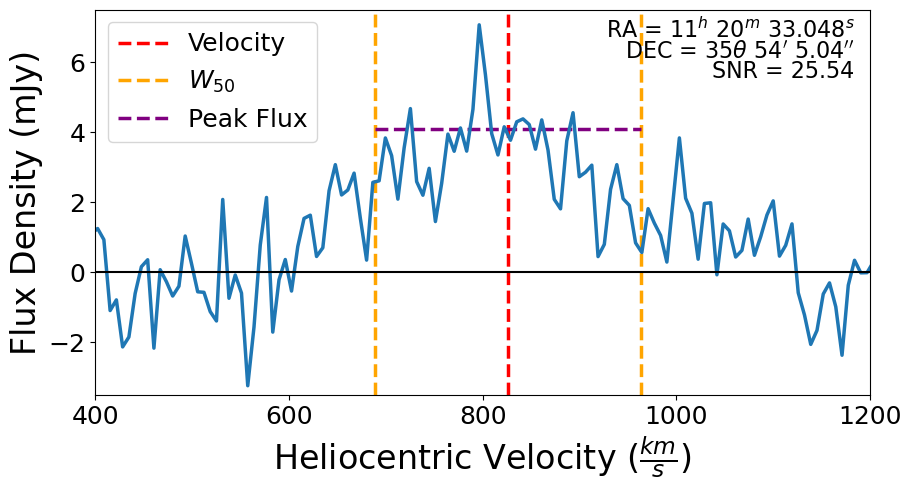 Velocity
W₅₀
Peak Flux
RA = 11ʰ 20ᵐ 33.048ˢ
DEC = 35θ 54′ 5.04′′
SNR = 25.54
Flux Density (mJy)
6
4
2
0
−2
400 600 800 1000 1200
Heliocentric Velocity (km/s)